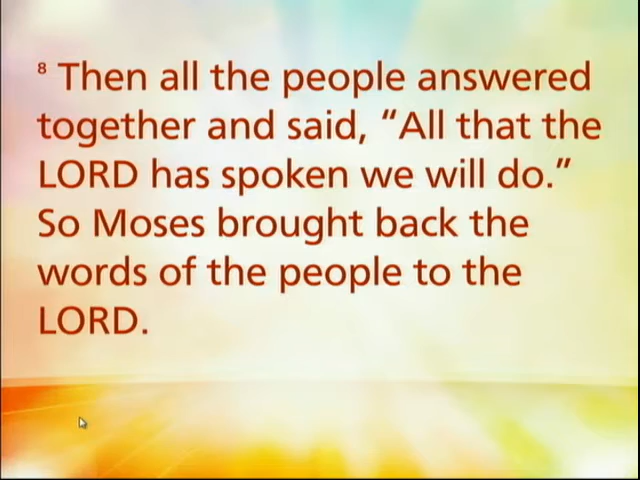 ⁸ Then all the people answered
together and said, “All that the
LORD has spoken we will do.”
So Moses brought back the
words of the people to the
LORD.